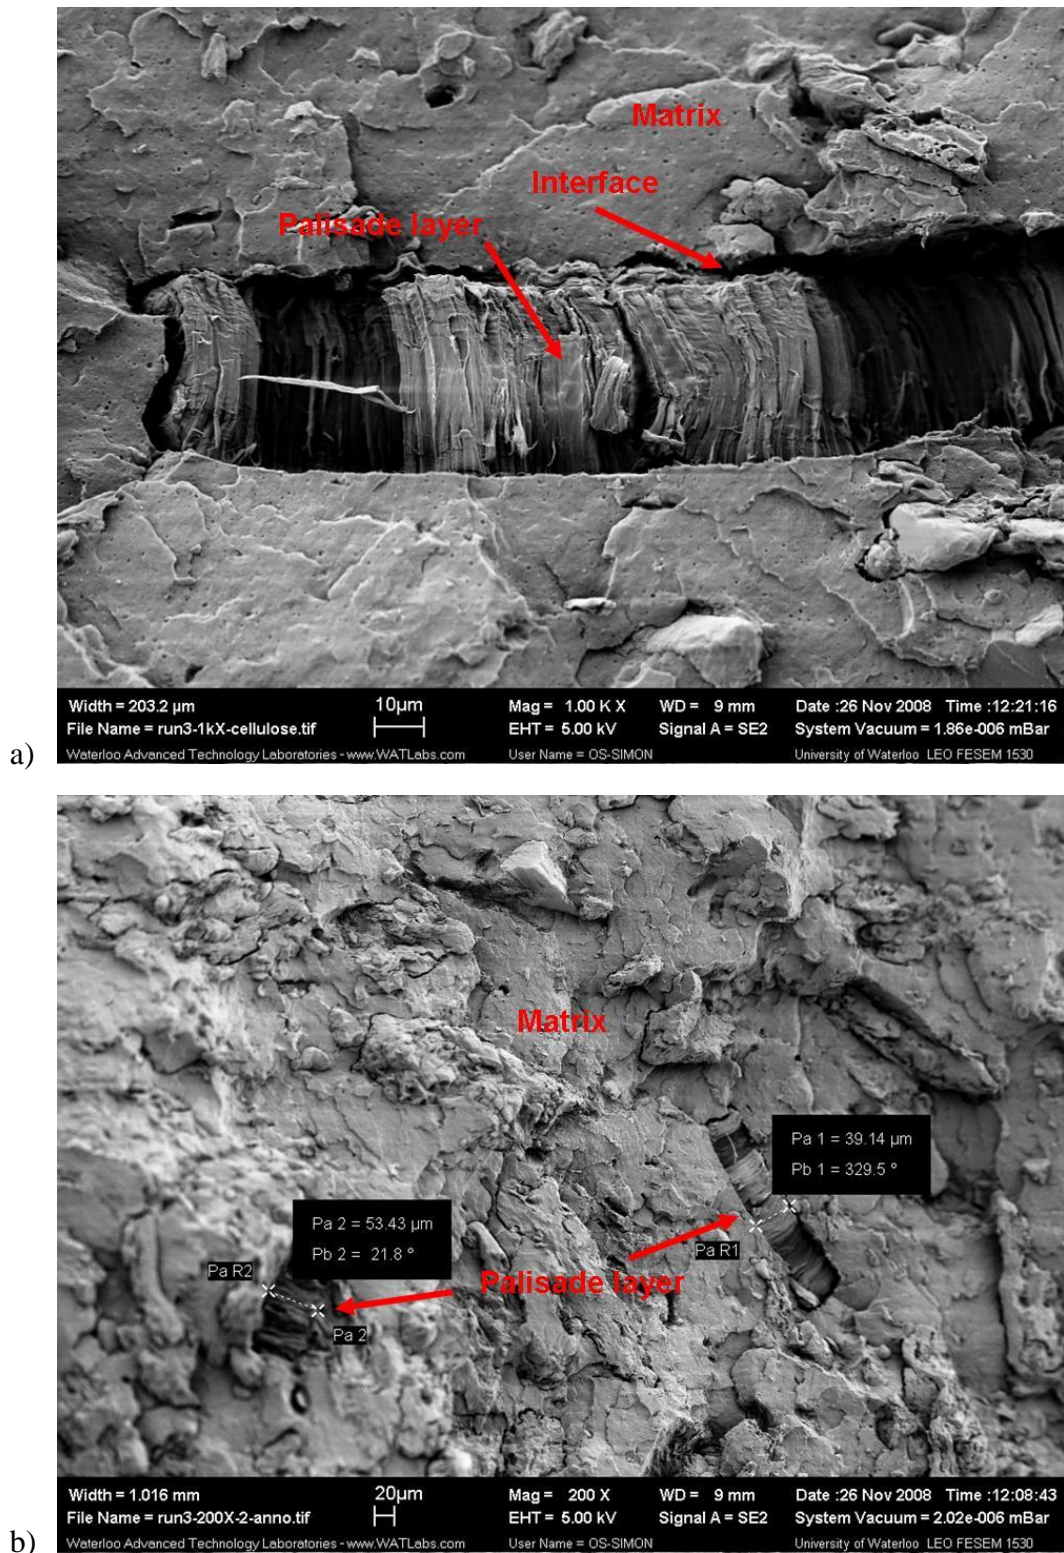 Matrix
Interface
Palisade layer
Width = 203.2 µm
10µm
Mag = 1.00 K X
WD = 9 mm
Date :26 Nov 2008 Time :12:21:16
File Name = run3-1kX-cellulose.tif
EHT = 5.00 kV
Signal A = SE2
System Vacuum = 1.86e-006 mBar
Waterloo Advanced Technology Laboratories - www.WATLabs.com
User Name = OS-SIMON
University of Waterloo LEO FESEM 1530
a)
Matrix
Pa 1 = 39.14 µm
Pb 1 = 329.5 °
Pa 2 = 53.43 µm
Pb 2 = 21.8 °
Pa R1
Pa R2
Palisade layer
Pa 2
Width = 1.016 mm
20µm
Mag = 200 X
WD = 9 mm
Date :26 Nov 2008 Time :12:08:43
File Name = run3-200X-2-anno.tif
EHT = 5.00 kV
Signal A = SE2
System Vacuum = 2.02e-006 mBar
Waterloo Advanced Technology Laboratories - www.WATLabs.com
User Name = OS-SIMON
University of Waterloo LEO FESEM 1530
b)